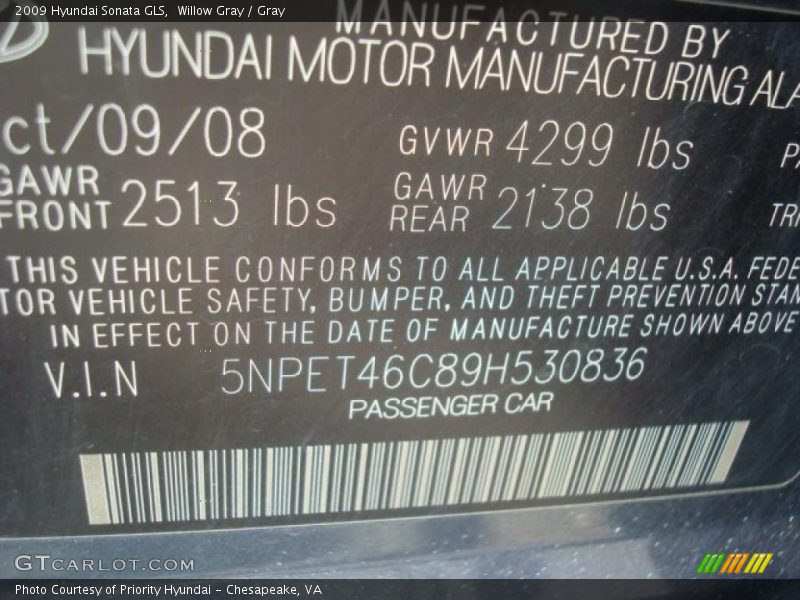 2009 Hyundai Sonata GLS, Willow Gray / Gray
MANUFACTURED BY
HYUNDAI MOTOR MANUFACTURING ALA
ct/09/08 GVWR 4299 lbs PA
GAWR FRONT 2513 lbs GAWR REAR 2138 lbs TRI
THIS VEHICLE CONFORMS TO ALL APPLICABLE U.S.A. FEDE
TOR VEHICLE SAFETY, BUMPER, AND THEFT PREVENTION STAN
IN EFFECT ON THE DATE OF MANUFACTURE SHOWN ABOVE
V.I.N 5NPET46C89H530836
PASSENGER CAR
GTCARLOT.COM
Photo Courtesy of Priority Hyundai - Chesapeake, VA